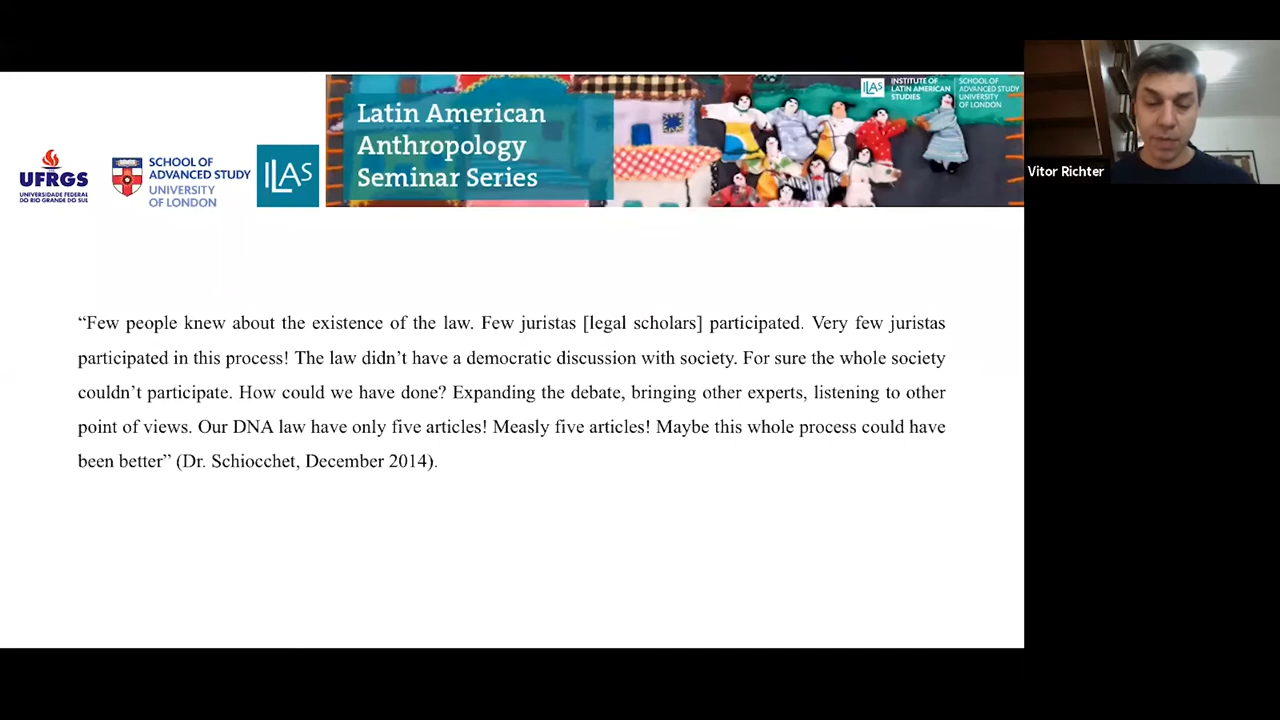 UFRGS
UNIVERSIDADE FEDERAL
DO RIO GRANDE DO SUL
SCHOOL OF
ADVANCED STUDY
UNIVERSITY
OF LONDON
ILAS
Latin American
Anthropology
Seminar Series
ILAS
INSTITUTE OF
LATIN AMERICAN
STUDIES
SCHOOL OF
ADVANCED STUDY
UNIVERSITY
OF LONDON
Vitor Richter
“Few people knew about the existence of the law. Few juristas [legal scholars] participated. Very few juristas
participated in this process! The law didn’t have a democratic discussion with society. For sure the whole society
couldn’t participate. How could we have done? Expanding the debate, bringing other experts, listening to other
point of views. Our DNA law have only five articles! Measly five articles! Maybe this whole process could have
been better” (Dr. Schiocchet, December 2014).